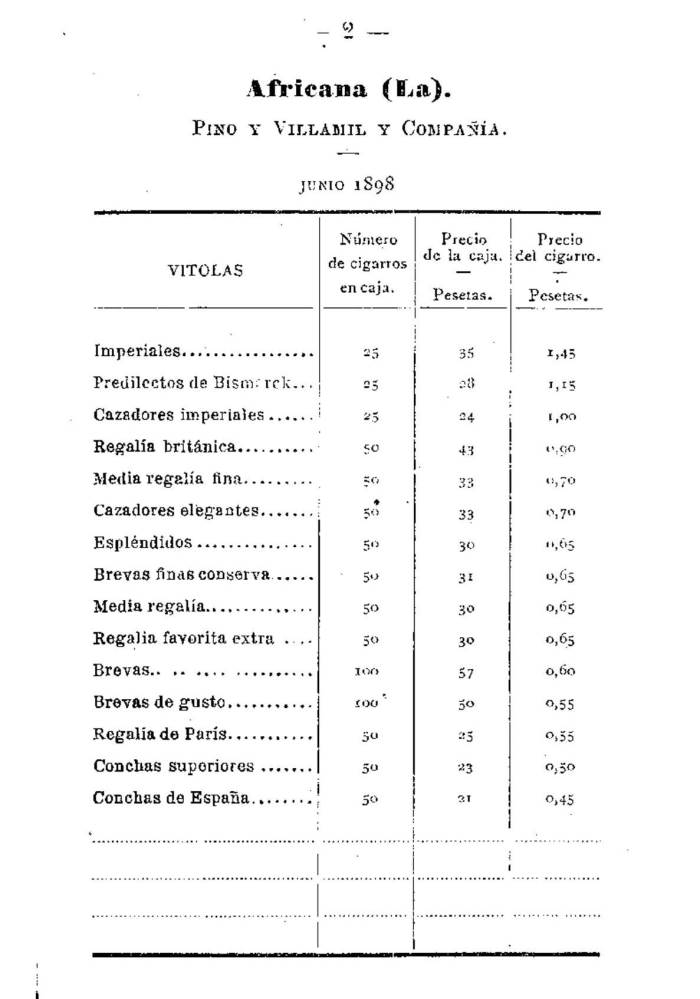 — 2 —
Africana (La).
PINO Y VILLAMIL Y COMPAÑÍA.
JUNIO 1898
VITOLAS Número de cigarros en caja. Precio de la caja. — Pesetas. Precio del cigarro. — Pesetas.
Imperiales................. 25 35 1,45
Predilectos de Bismarck... 25 28 1,15
Cazadores imperiales...... 25 24 1,00
Regalía británica.......... 50 43 0,90
Media regalía fina......... 50 33 0,70
Cazadores elegantes....... 50 33 0,70
Espléndidos............... 50 30 0,65
Brevas finas conserva..... 50 31 0,65
Media regalía............. 50 30 0,65
Regalia favorita extra .... 50 30 0,65
Brevas.. .. .... .......... 100 57 0,60
Brevas de gusto........... 100 50 0,55
Regalia de París........... 50 25 0,55
Conchas superiores ....... 50 23 0,50
Conchas de España........ 50 21 0,45